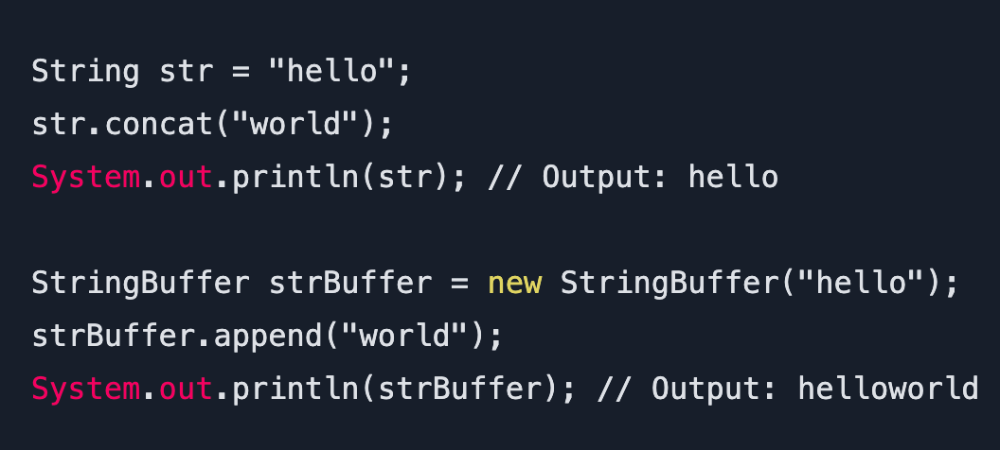 String str = "hello";
str.concat("world");
System.out.println(str); // Output: hello
StringBuffer strBuffer = new StringBuffer("hello");
strBuffer.append("world");
System.out.println(strBuffer); // Output: helloworld